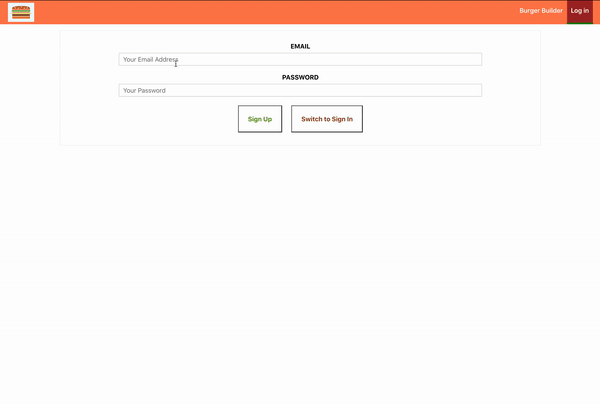 Burger Builder Log in
EMAIL
Your Email Address
PASSWORD
Your Password
Sign Up Switch to Sign In